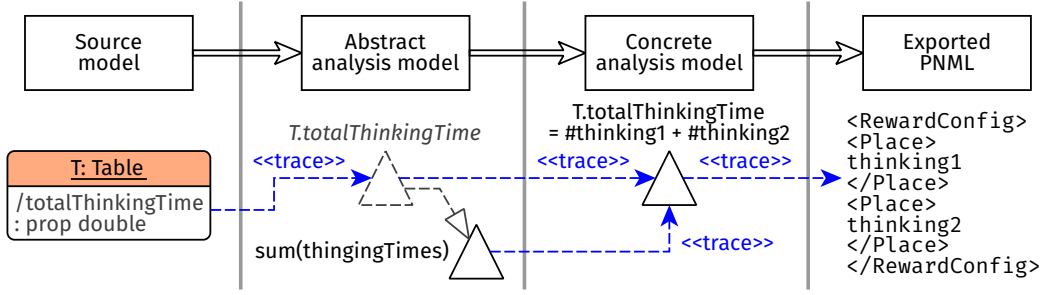 Source
model
Abstract
analysis model
Concrete
analysis model
Exported
PNML
T: Table
/totalThinkingTime
: prop double
<<trace>>
T.totalThinkingTime
sum(thingingTimes)
T.totalThinkingTime
= #thinking1 + #thinking2
<<trace>>
<<trace>>
<<trace>>
<RewardConfig>
<Place>
thinking1
</Place>
<Place>
thinking2
</Place>
</RewardConfig>